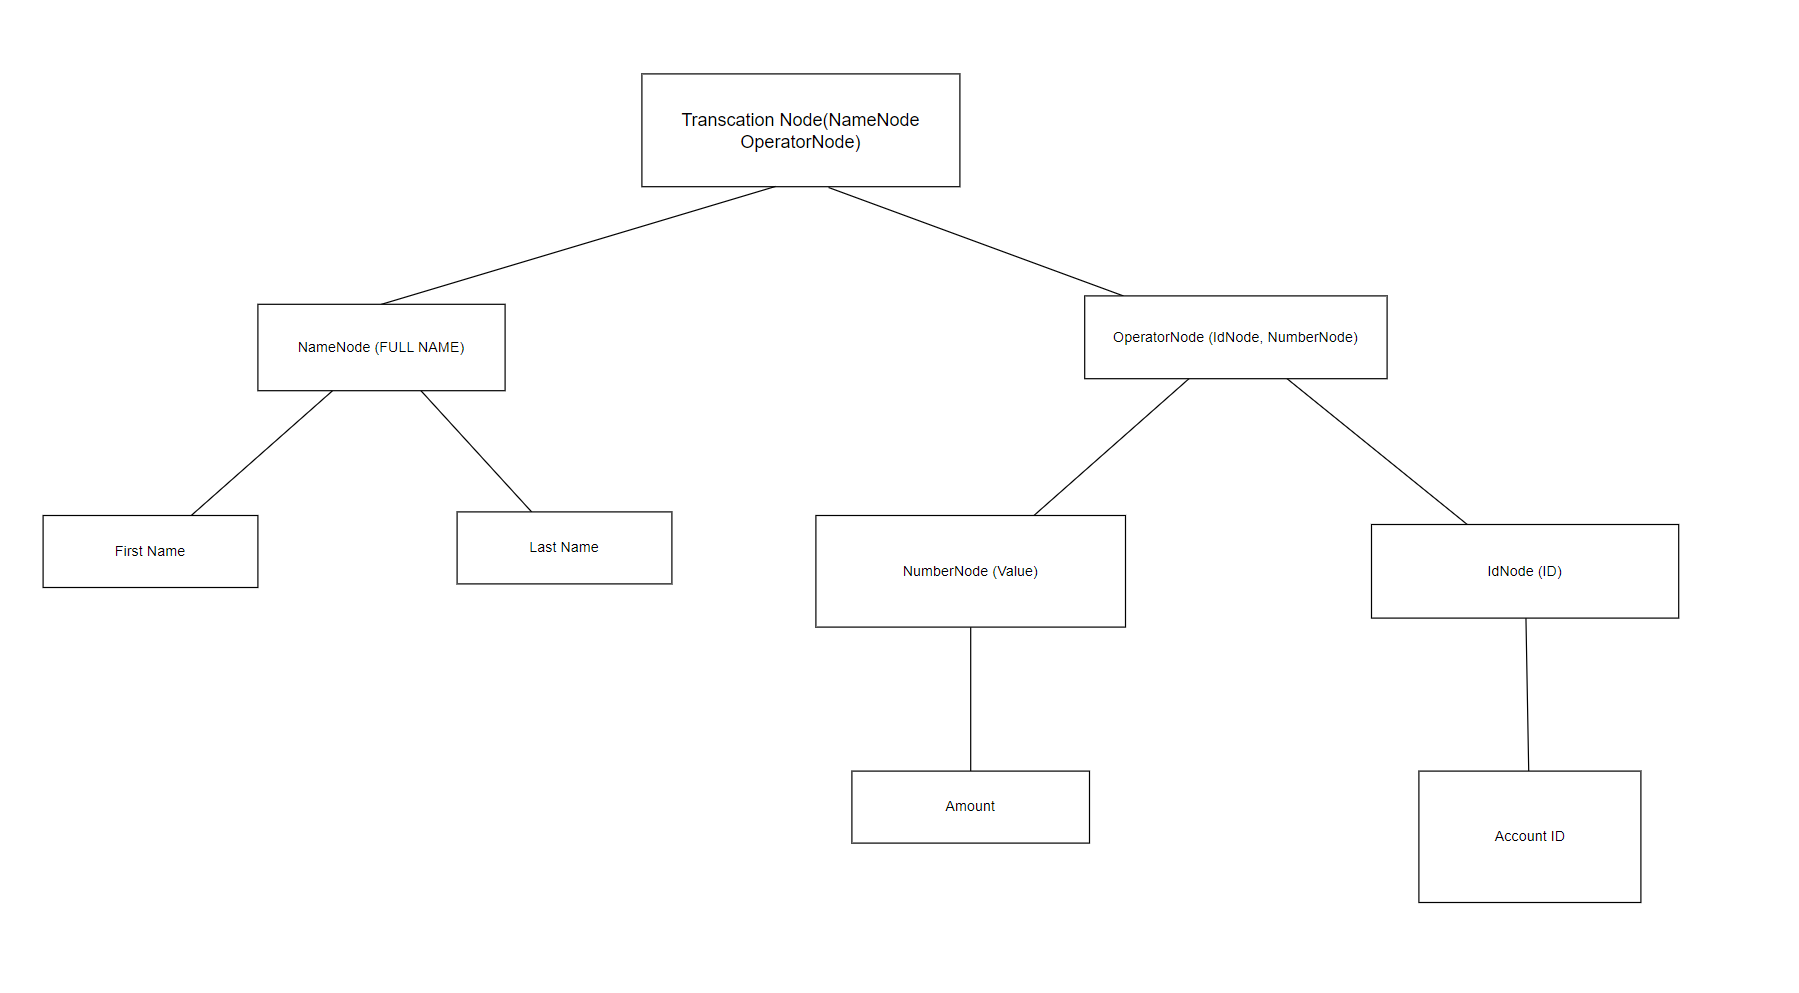 Transcation Node(NameNode
OperatorNode)
NameNode (FULL NAME)
OperatorNode (IdNode, NumberNode)
First Name
Last Name
NumberNode (Value)
IdNode (ID)
Amount
Account ID